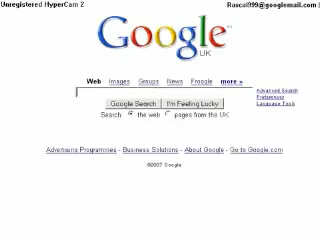 Unregistered HyperCam 2
Rascal999@googlemail.com |
Google™
UK
Web Images Groups News Froogle more »
Advanced Search
Preferences
Language Tools
Google Search I'm Feeling Lucky
Search: the web pages from the UK
Advertising Programmes - Business Solutions - About Google - Go to Google.com
©2007 Google